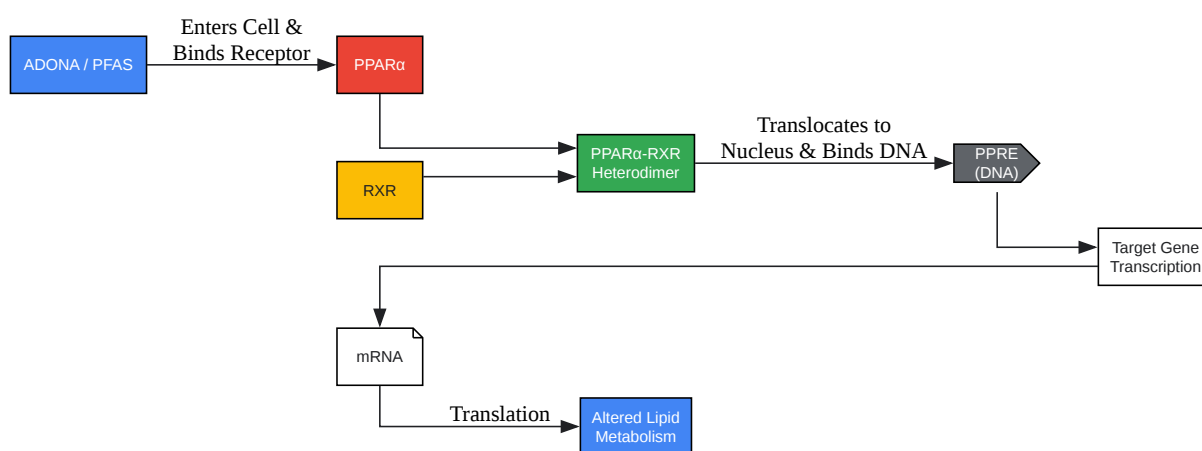 Enters Cell &
Binds Receptor
ADONA / PFAS
PPARα
Translocates to
Nucleus & Binds DNA
PPARα-RXR
Heterodimer
PPRE
(DNA)
RXR
Target Gene
Transcription
mRNA
Translation
Altered Lipid
Metabolism